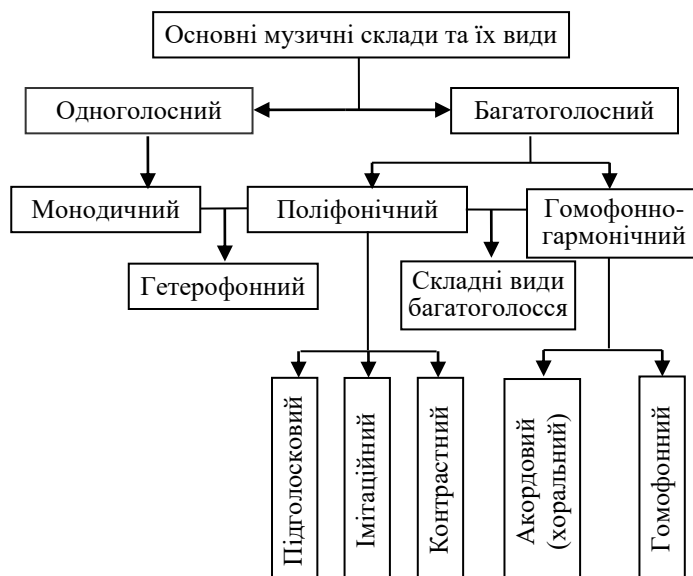 Основні музичні склади та їх види
Одноголосний
Багатоголосний
Монодичний
Поліфонічний
Гомофонно-
гармонічний
Гетерофонний
Складні види
багатоголосся
Підголосковий
Імітаційний
Контрастний
Акордовий
(хоральний)
Гомофонний